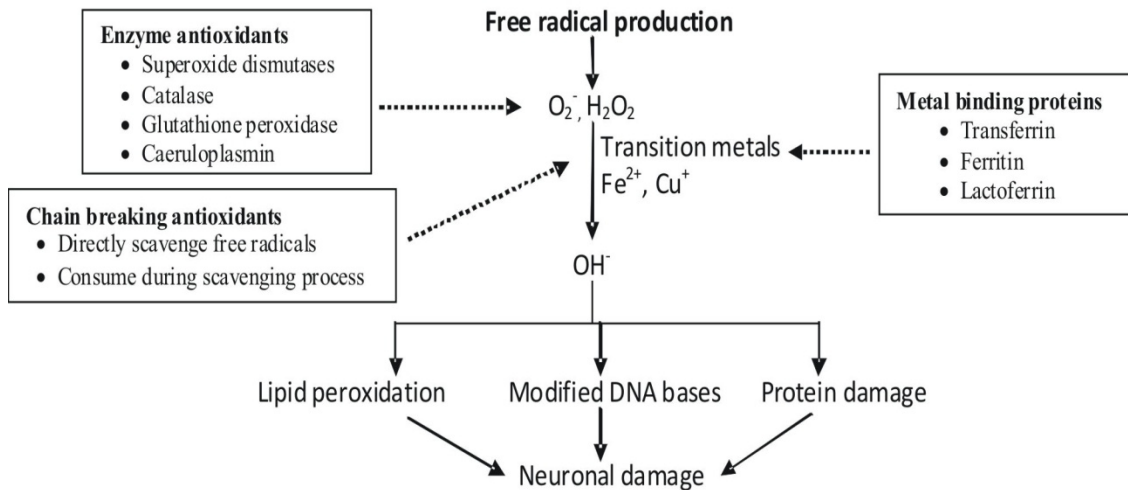 Free radical production
Enzyme antioxidants
• Superoxide dismutases
• Catalase
• Glutathione peroxidase
• Caeruloplasmin
O₂⁻, H₂O₂
Metal binding proteins
• Transferrin
• Ferritin
• Lactoferrin
Transition metals
Fe²⁺, Cu⁺
Chain breaking antioxidants
• Directly scavenge free radicals
• Consume during scavenging process
OH⁻
Lipid peroxidation
Modified DNA bases
Protein damage
Neuronal damage